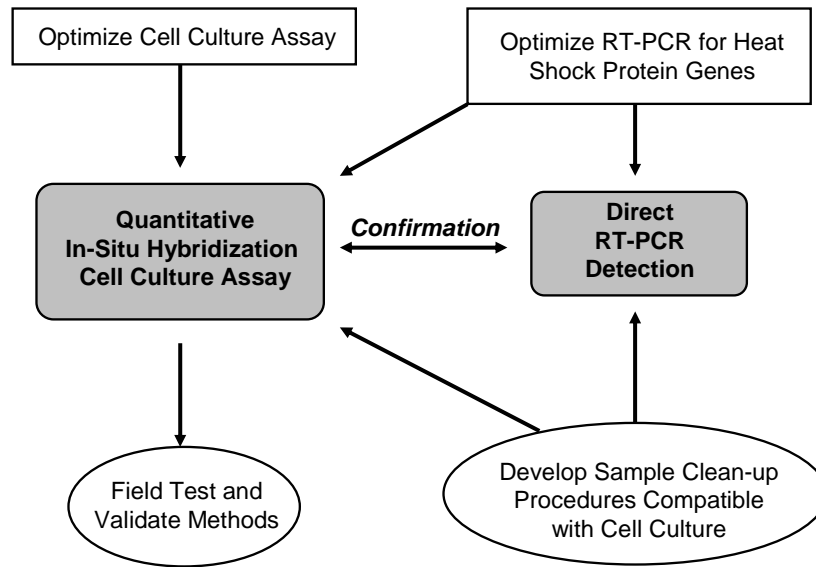 Optimize Cell Culture Assay
Optimize RT-PCR for Heat
Shock Protein Genes
Quantitative
In-Situ Hybridization
Cell Culture Assay
Confirmation
Direct
RT-PCR
Detection
Field Test and
Validate Methods
Develop Sample Clean-up
Procedures Compatible
with Cell Culture